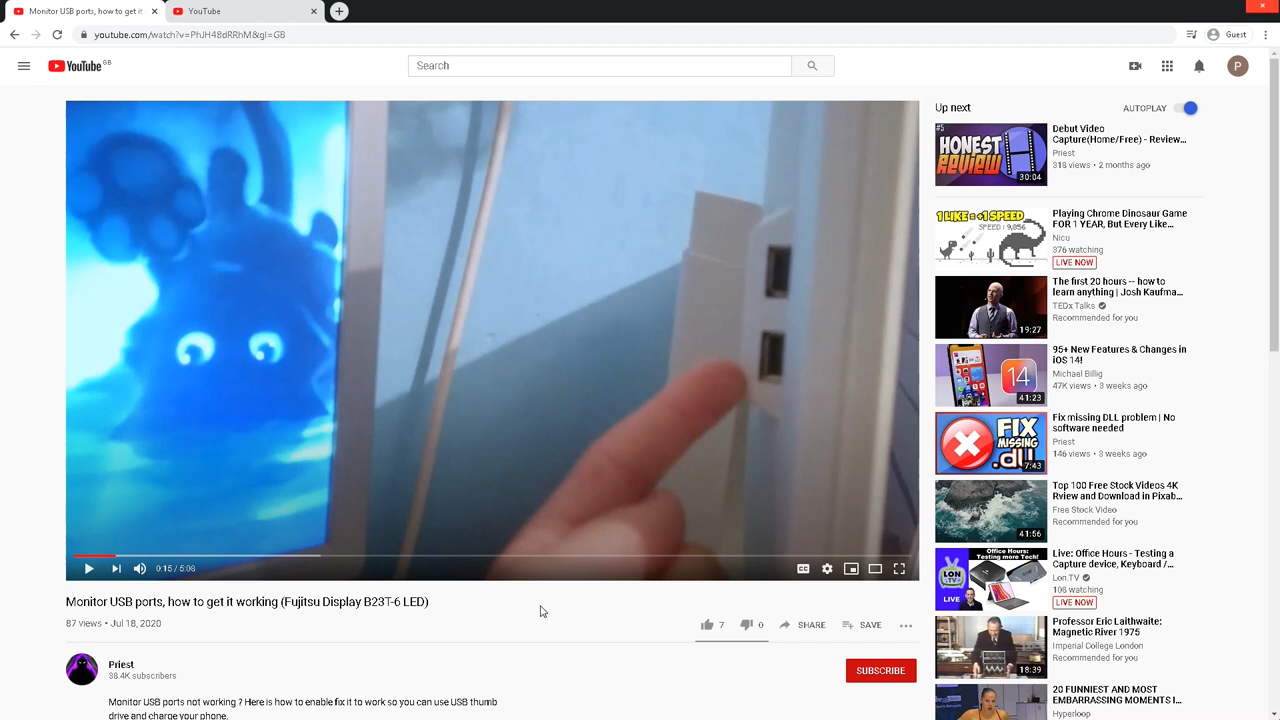 Monitor USB ports, how to get it
YouTube
youtube.com/watch?v=PhJH48dRRhM&gl=GB
Guest
YouTube GB
Search
P
0:15 / 5:06
Monitor USB ports, how to get it working (Fujitsu Display B23T-6 LED)
87 views • Jul 18, 2020
7
0
SHARE
SAVE
Priest
88.4K subscribers
SUBSCRIBE
Monitor USB ports not working? Here is how to enable fix it to work so you can use USB thumb
drive and charge your phone.
Up next
AUTOPLAY
#5
HONEST
REVIEW
30:04
Debut Video
Capture(Home/Free) - Review...
Priest
318 views • 2 months ago
1 LIKE = +1 SPEED
SPEED : 9,856
Playing Chrome Dinosaur Game
FOR 1 YEAR, But Every Like...
Nicu
376 watching
LIVE NOW
19:27
The first 20 hours -- how to
learn anything | Josh Kaufma...
TEDx Talks
Recommended for you
14
41:23
95+ New Features & Changes in
iOS 14!
Michael Billig
47K views • 3 weeks ago
FIX
MISSING
.dll
7:43
Fix missing DLL problem | No
software needed
Priest
146 views • 3 weeks ago
41:56
Top 100 Free Stock Videos 4K
Rview and Download in Pixab...
Free Stock Video
Recommended for you
Office Hours:
Testing more Tech!
LON.TV
LIVE
Live: Office Hours - Testing a
Capture device, Keyboard /...
Lon.TV
106 watching
LIVE NOW
18:39
Professor Eric Laithwaite:
Magnetic River 1975
Imperial College London
Recommended for you
20 FUNNIEST AND MOST
EMBARRASSING MOMENTS I...
Hyperloop